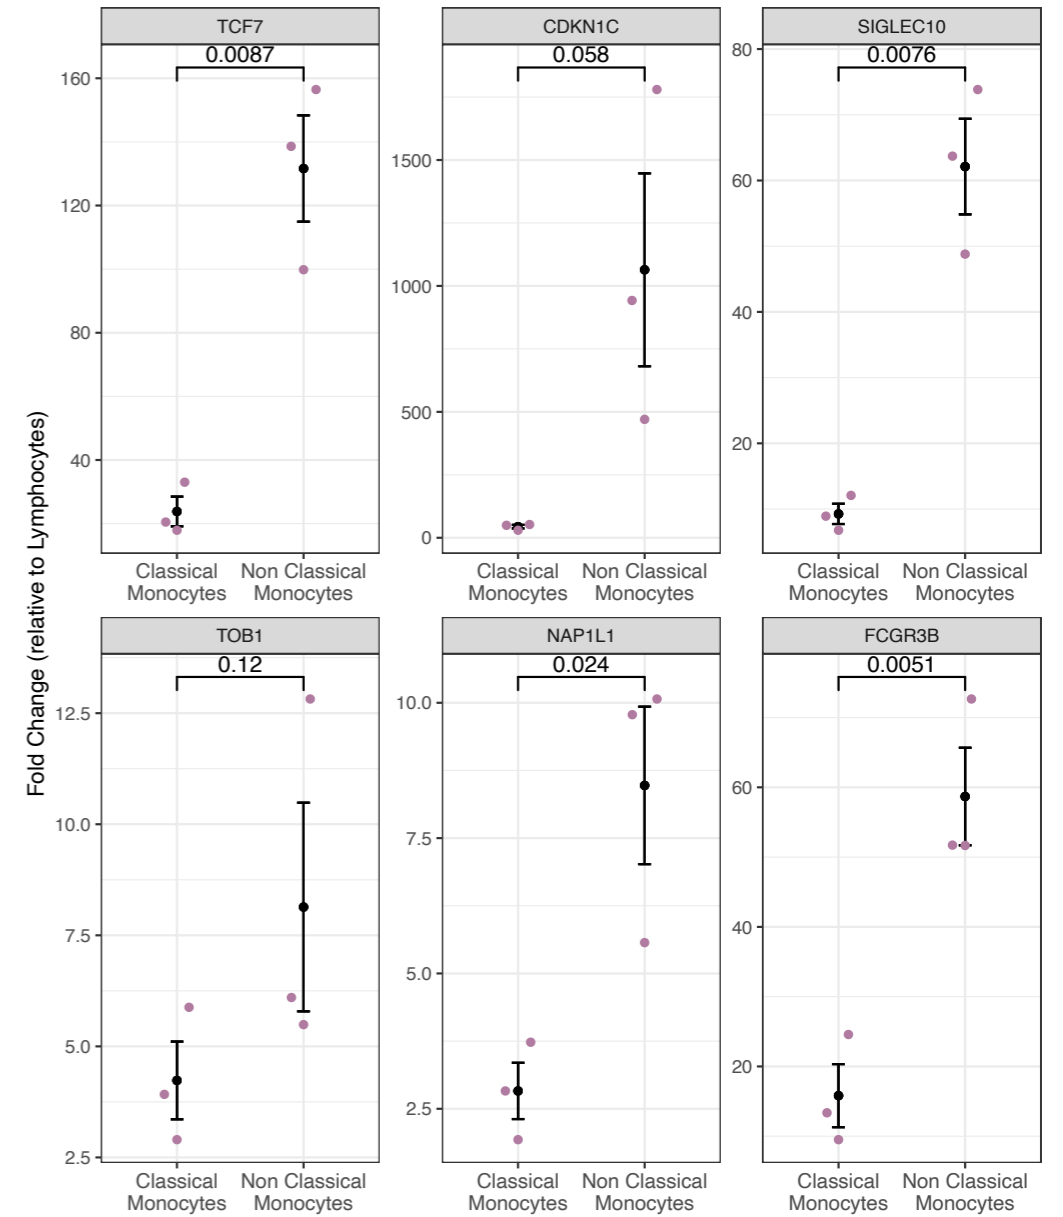 TCF7
CDKN1C
SIGLEC10
0.0087
0.058
0.0076
160
120
80
40
1500
1000
500
0
80
60
40
20
Classical
Monocytes
Non Classical
Monocytes
Classical
Monocytes
Non Classical
Monocytes
Classical
Monocytes
Non Classical
Monocytes
Fold Change (relative to Lymphocytes)
TOB1
NAP1L1
FCGR3B
0.12
0.024
0.0051
12.5
10.0
7.5
5.0
2.5
10.0
7.5
5.0
2.5
60
40
20
Classical
Monocytes
Non Classical
Monocytes
Classical
Monocytes
Non Classical
Monocytes
Classical
Monocytes
Non Classical
Monocytes